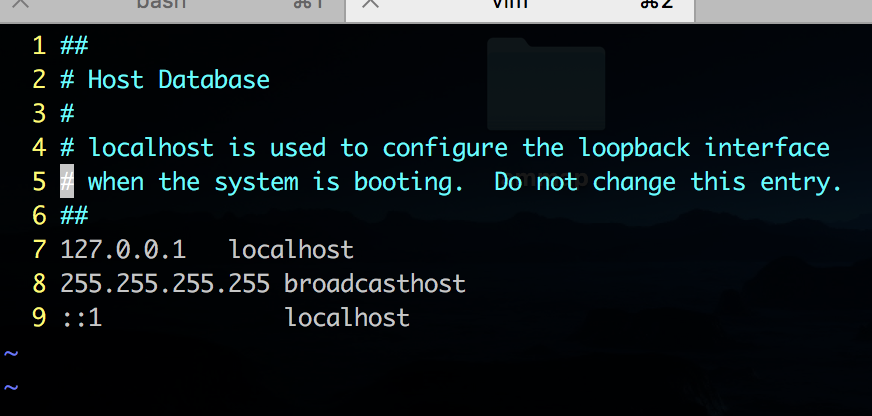 bash ⌘1 vim ⌘2
1 ##
2 # Host Database
3 #
4 # localhost is used to configure the loopback interface
5 # when the system is booting.  Do not change this entry.
6 ##
7 127.0.0.1   localhost
8 255.255.255.255 broadcasthost
9 ::1             localhost
~
~